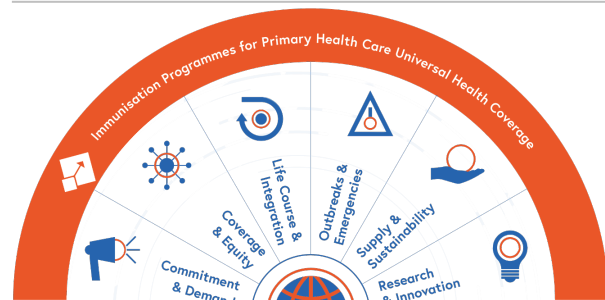 Immunisation Programmes for Primary Health Care Universal Health Coverage
Commitment
& Demand
Coverage
& Equity
Life Course &
Integration
Outbreaks &
Emergencies
Supply &
Sustainability
Research
& Innovation